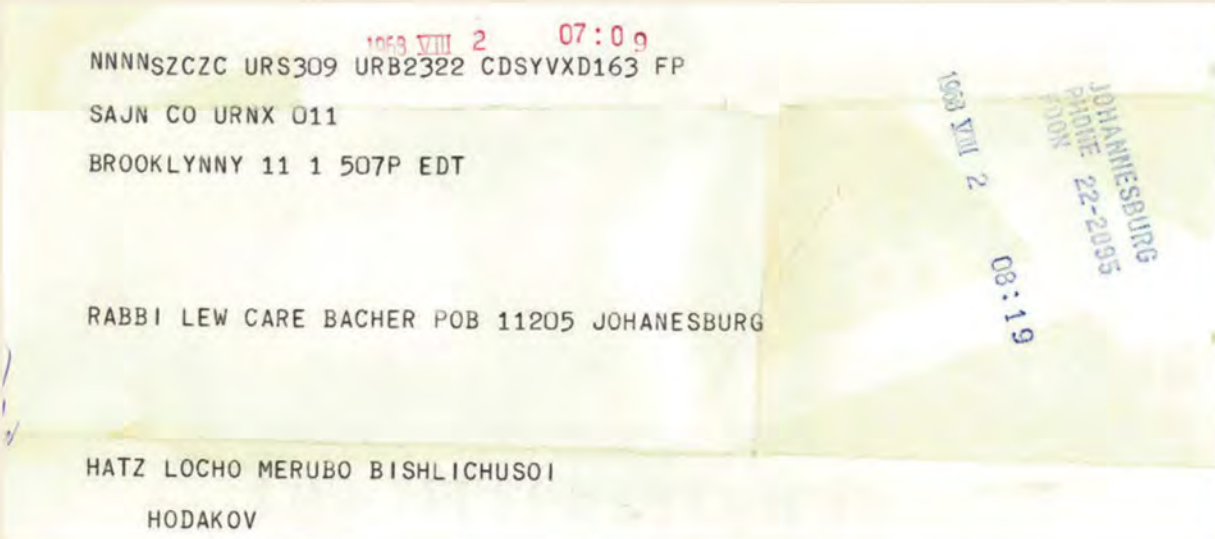 1968 VIII 2 07:09
NNNNSZCZC URS309 URB2322 CDSYVXD163 FP
SAJN CO URNX 011
BROOKLYNNY 11 1 507P EDT
RABBI LEW CARE BACHER POB 11205 JOHANESBURG
HATZ LOCHO MERUBO BISHLICHUSOI
HODAKOV
JOHANNESBURG
PHONE 22-2095
1968 VIII 2 08:19